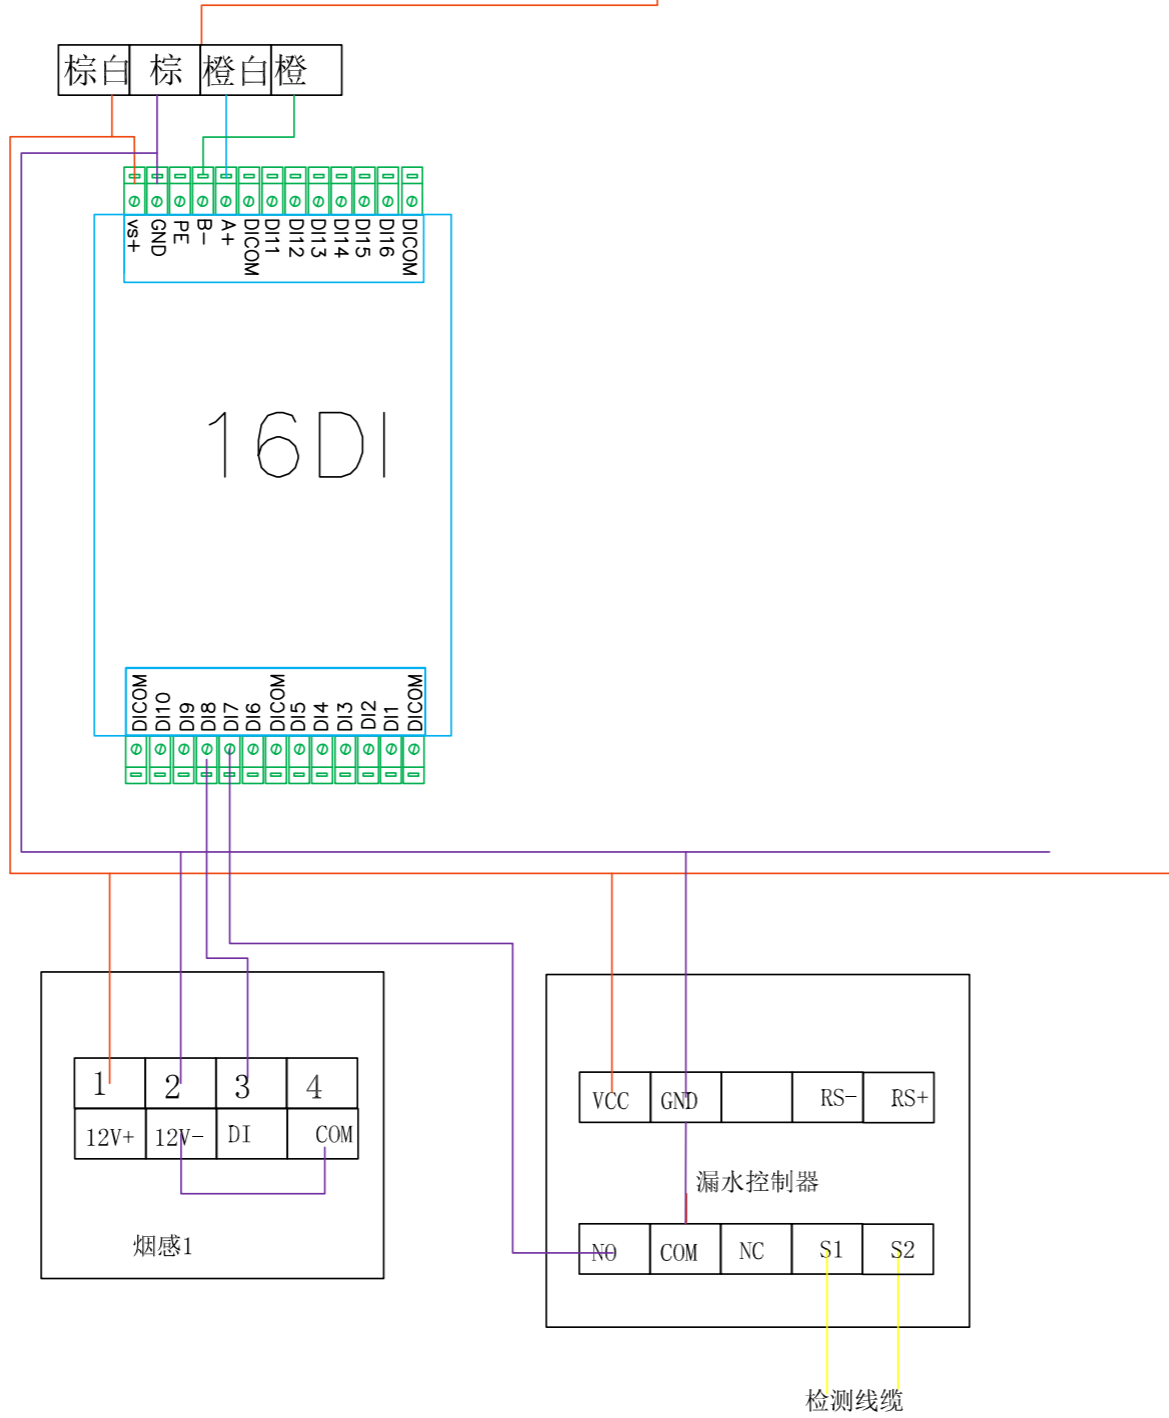 棕白 棕 橙白 橙
vs+ GND PE B- A+ DICOM DI11 DI12 DI13 DI14 DI15 DI16 DICOM
16DI
DICOM DI10 DI9 DI8 DI7 DI6 DICOM DI5 DI4 DI3 DI2 DI1 DICOM
1 2 3 4
12V+ 12V- DI COM
烟感1
VCC GND RS- RS+
漏水控制器
NO COM NC S1 S2
检测线缆